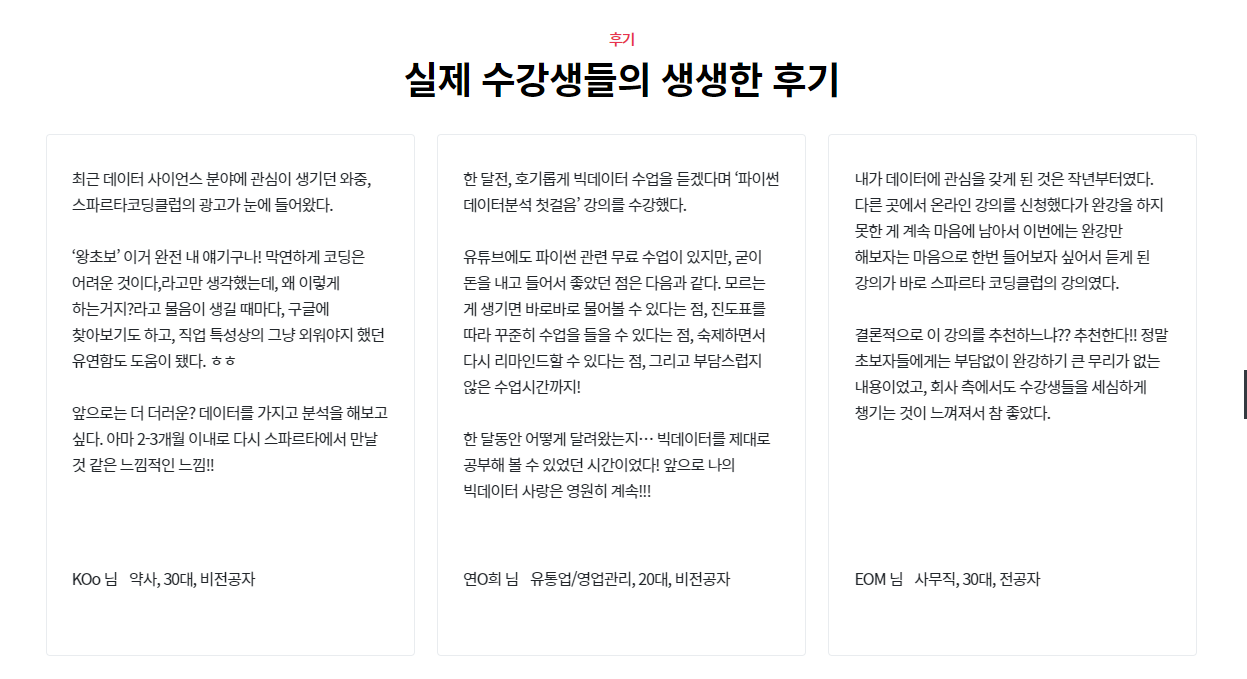 후기
실제 수강생들의 생생한 후기
최근 데이터 사이언스 분야에 관심이 생기던 와중,
스파르타코딩클럽의 광고가 눈에 들어왔다.
‘왕초보’ 이거 완전 내 얘기구나! 막연하게 코딩은
어려운 것이다,라고만 생각했는데, 왜 이렇게
하는거지?라고 물음이 생길 때마다, 구글에
찾아보기도 하고, 직업 특성상의 그냥 외워야지 했던
유연함도 도움이 됐다. ㅎㅎ
앞으로는 더 더러운? 데이터를 가지고 분석을 해보고
싶다. 아마 2-3개월 이내로 다시 스파르타에서 만날
것 같은 느낌적인 느낌!!
KOo 님 약사, 30대, 비전공자
한 달전, 호기롭게 빅데이터 수업을 듣겠다며 ‘파이썬
데이터분석 첫걸음’ 강의를 수강했다.
유튜브에도 파이썬 관련 무료 수업이 있지만, 굳이
돈을 내고 들어서 좋았던 점은 다음과 같다. 모르는
게 생기면 바로바로 물어볼 수 있다는 점, 진도표를
따라 꾸준히 수업을 들을 수 있다는 점, 숙제하면서
다시 리마인드할 수 있다는 점, 그리고 부담스럽지
않은 수업시간까지!
한 달동안 어떻게 달려왔는지… 빅데이터를 제대로
공부해 볼 수 있었던 시간이었다! 앞으로 나의
빅데이터 사랑은 영원히 계속!!!
연O희 님 유통업/영업관리, 20대, 비전공자
내가 데이터에 관심을 갖게 된 것은 작년부터였다.
다른 곳에서 온라인 강의를 신청했다가 완강을 하지
못한 게 계속 마음에 남아서 이번에는 완강만
해보자는 마음으로 한번 들어보자 싶어서 듣게 된
강의가 바로 스파르타 코딩클럽의 강의였다.
결론적으로 이 강의를 추천하느냐?? 추천한다!! 정말
초보자들에게는 부담없이 완강하기 큰 무리가 없는
내용이었고, 회사 측에서도 수강생들을 세심하게
챙기는 것이 느껴져서 참 좋았다.
EOM 님 사무직, 30대, 전공자